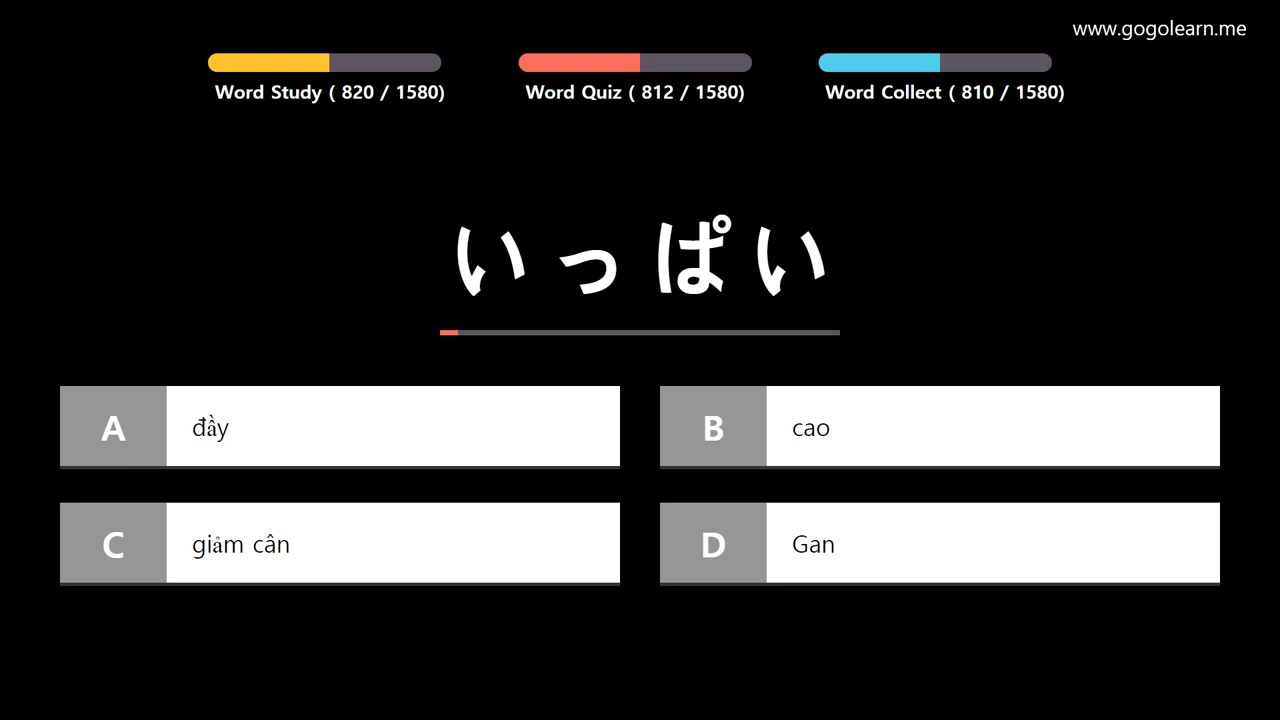 www.gogolearn.me
Word Study ( 820 / 1580)
Word Quiz ( 812 / 1580)
Word Collect ( 810 / 1580)
いっぱい
A
đầy
B
cao
C
giảm cân
D
Gan